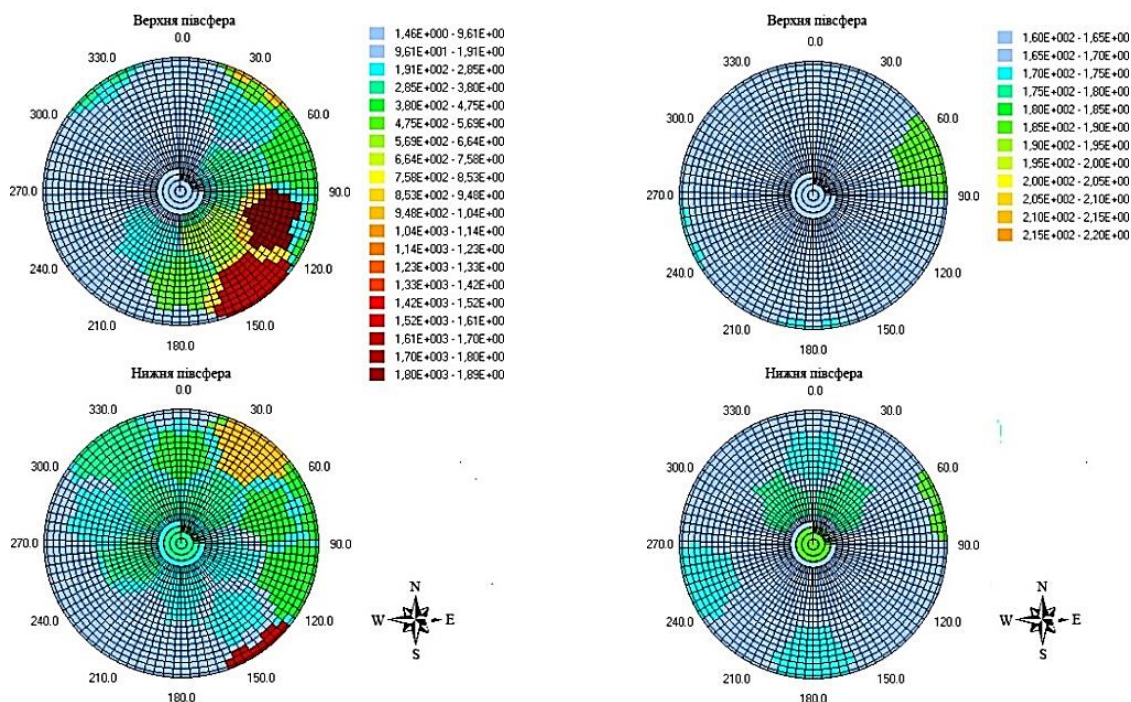 Верхня півсфера
0.0
330.0
30.0
300.0
60.0
270.0
90.0
240.0
120.0
210.0
150.0
180.0
1,46E+000 - 9,61E+00
9,61E+001 - 1,91E+00
1,91E+002 - 2,85E+00
2,85E+002 - 3,80E+00
3,80E+002 - 4,75E+00
4,75E+002 - 5,69E+00
5,69E+002 - 6,64E+00
6,64E+002 - 7,58E+00
7,58E+002 - 8,53E+00
8,53E+002 - 9,48E+00
9,48E+002 - 1,04E+00
1,04E+003 - 1,14E+00
1,14E+003 - 1,23E+00
1,23E+003 - 1,33E+00
1,33E+003 - 1,42E+00
1,42E+003 - 1,52E+00
1,52E+003 - 1,61E+00
1,61E+003 - 1,70E+00
1,70E+003 - 1,80E+00
1,80E+003 - 1,89E+00
Нижня півсфера
0.0
330.0
30.0
300.0
60.0
270.0
90.0
240.0
120.0
210.0
150.0
180.0
N
W
E
S
Верхня півсфера
0.0
330.0
30.0
300.0
60.0
270.0
90.0
240.0
120.0
210.0
150.0
180.0
1,60E+002 - 1,65E+00
1,65E+002 - 1,70E+00
1,70E+002 - 1,75E+00
1,75E+002 - 1,80E+00
1,80E+002 - 1,85E+00
1,85E+002 - 1,90E+00
1,90E+002 - 1,95E+00
1,95E+002 - 2,00E+00
2,00E+002 - 2,05E+00
2,05E+002 - 2,10E+00
2,10E+002 - 2,15E+00
2,15E+002 - 2,20E+00
Нижня півсфера
0.0
330.0
30.0
300.0
60.0
270.0
90.0
240.0
120.0
210.0
150.0
180.0
N
W
E
S